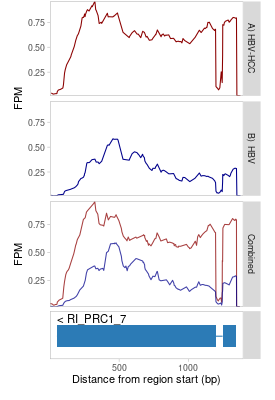 0.75
0.50
0.25
FPM
A) HBV-HCC
0.75
0.50
0.25
B) HBV
0.75
0.50
0.25
FPM
Combined
< RI_PRC1_7
500
1000
Distance from region start (bp)